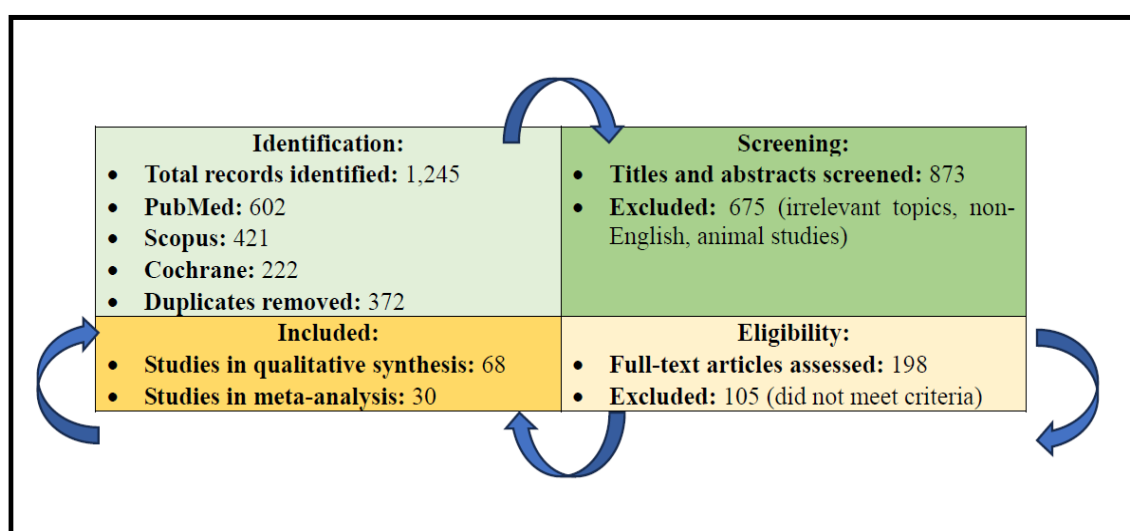 Identification:
• Total records identified: 1,245
• PubMed: 602
• Scopus: 421
• Cochrane: 222
• Duplicates removed: 372
Screening:
• Titles and abstracts screened: 873
• Excluded: 675 (irrelevant topics, non-
English, animal studies)
Included:
• Studies in qualitative synthesis: 68
• Studies in meta-analysis: 30
Eligibility:
• Full-text articles assessed: 198
• Excluded: 105 (did not meet criteria)